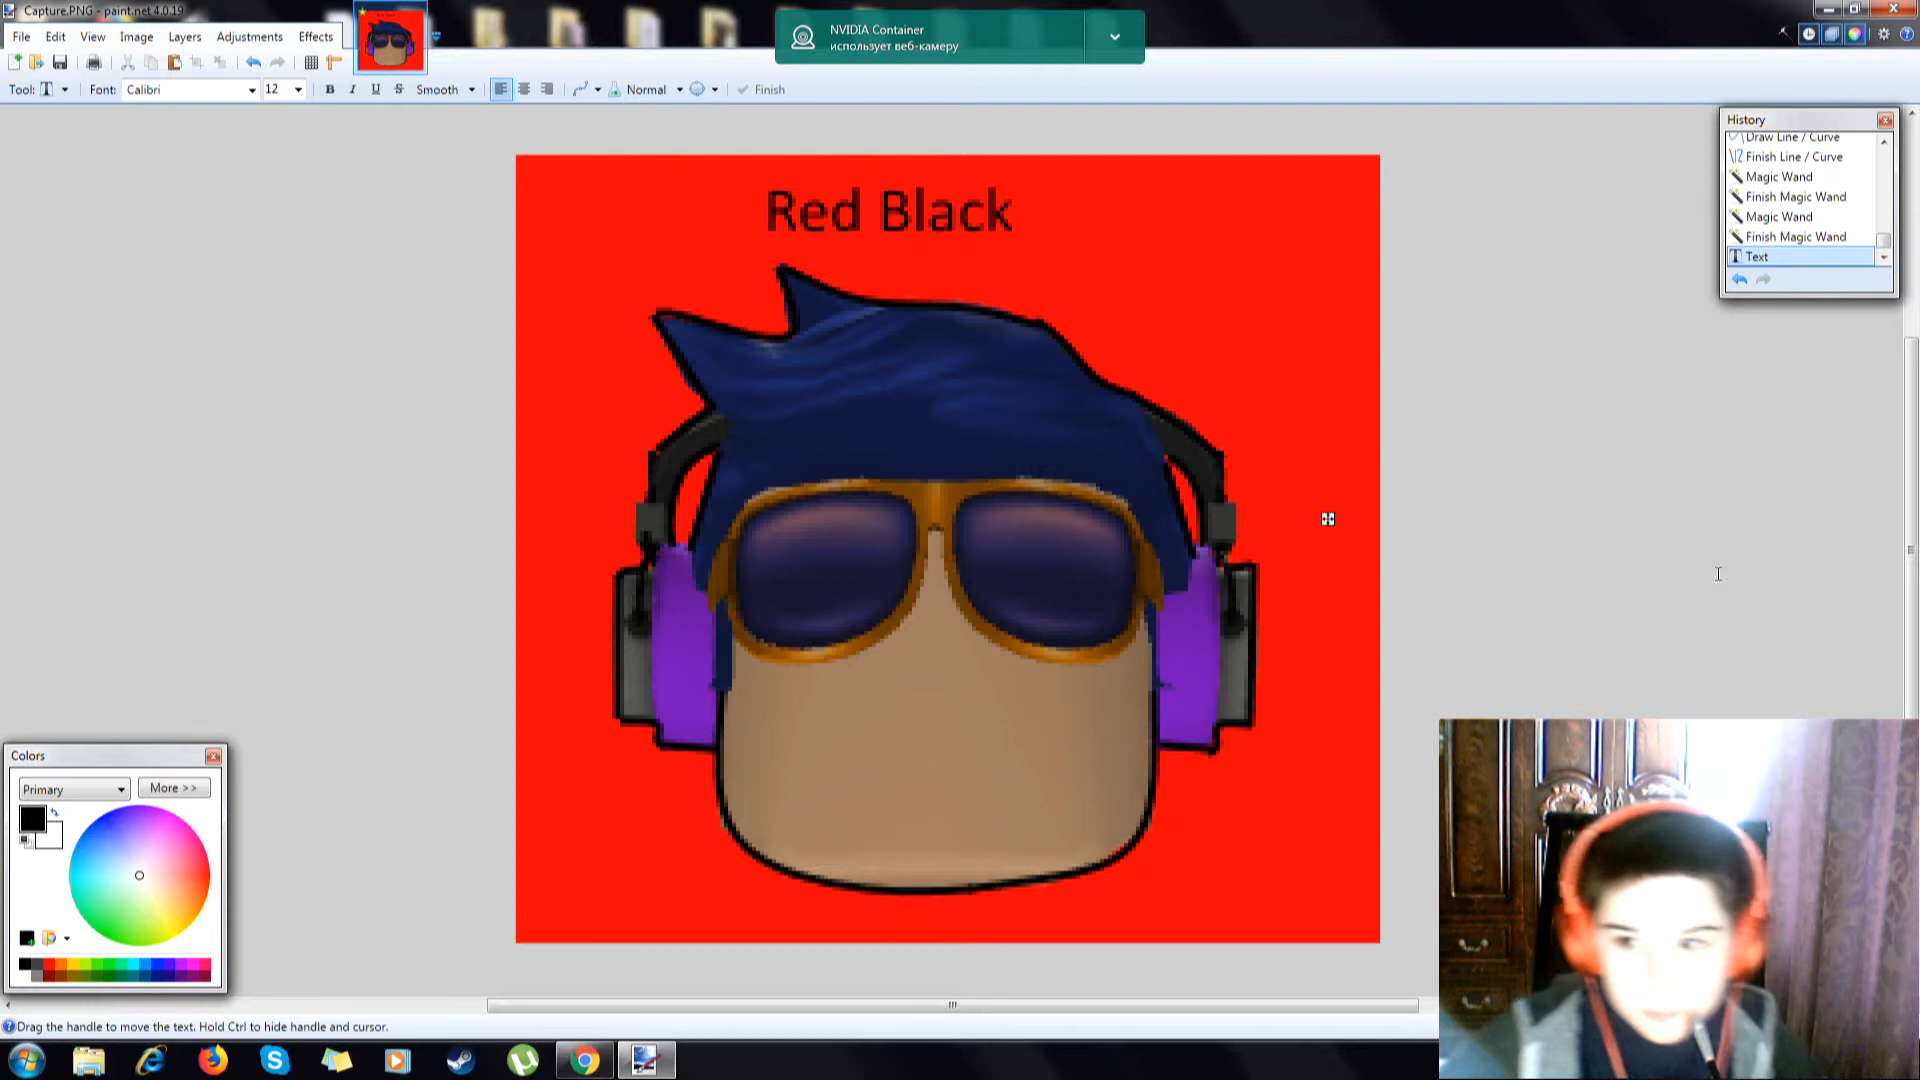 Capture.PNG - paint.net 4.0.19
File Edit View Image Layers Adjustments Effects
NVIDIA Container
использует веб-камеру
Tool: T Font: Calibri 12 B I U S Smooth Normal Finish
History
Draw Line / Curve
Finish Line / Curve
Magic Wand
Finish Magic Wand
Magic Wand
Finish Magic Wand
Text
Red Black
Colors
Primary More >>
Drag the handle to move the text. Hold Ctrl to hide handle and cursor.